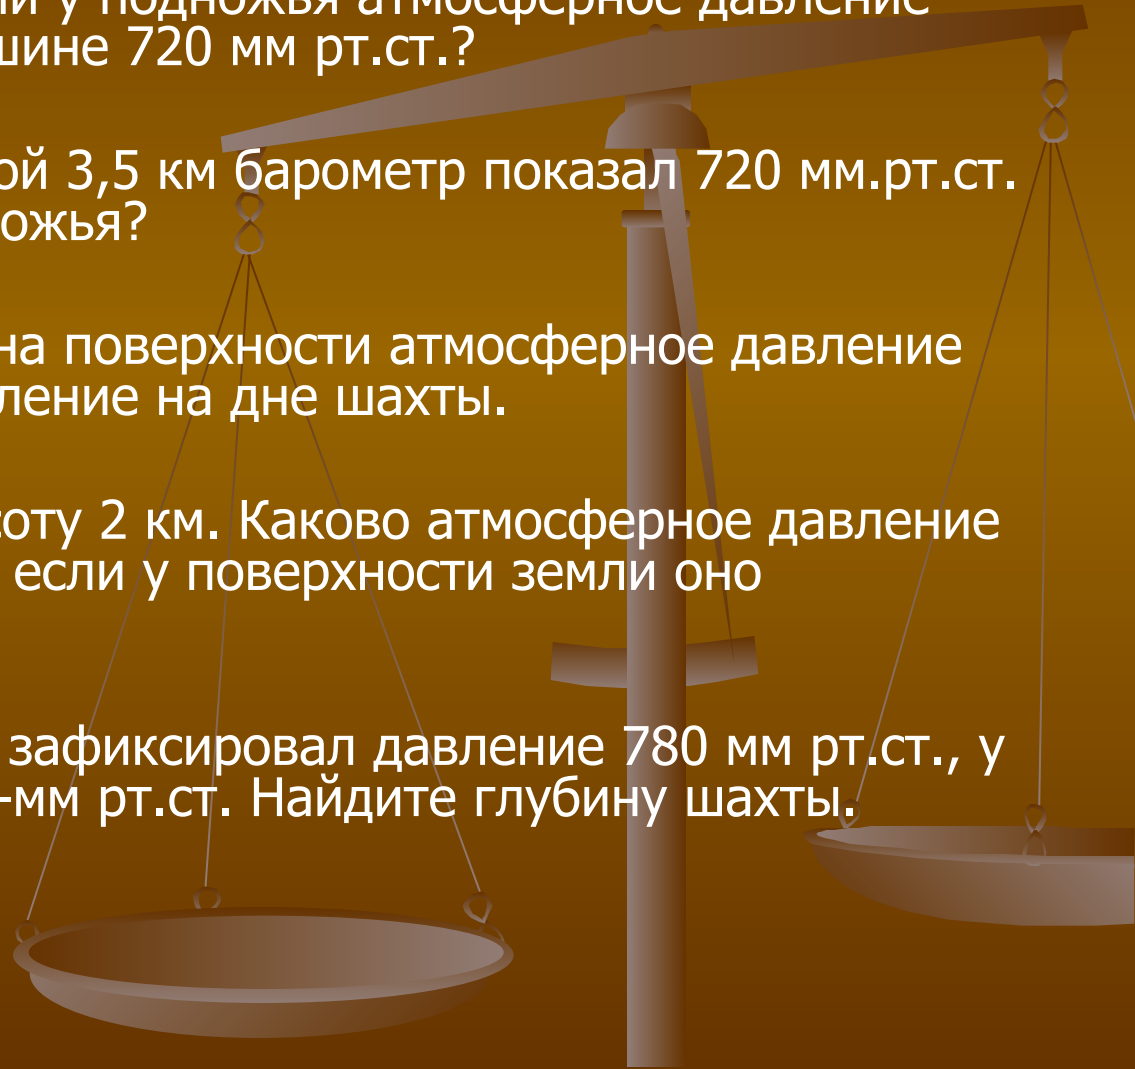 ли у подножья атмосферное давление
шине 720 мм рт.ст.?
ой 3,5 км барометр показал 720 мм.рт.ст.
ожья?
на поверхности атмосферное давление
ление на дне шахты.
оту 2 км. Каково атмосферное давление
если у поверхности земли оно
зафиксировал давление 780 мм рт.ст., у
-мм рт.ст. Найдите глубину шахты.